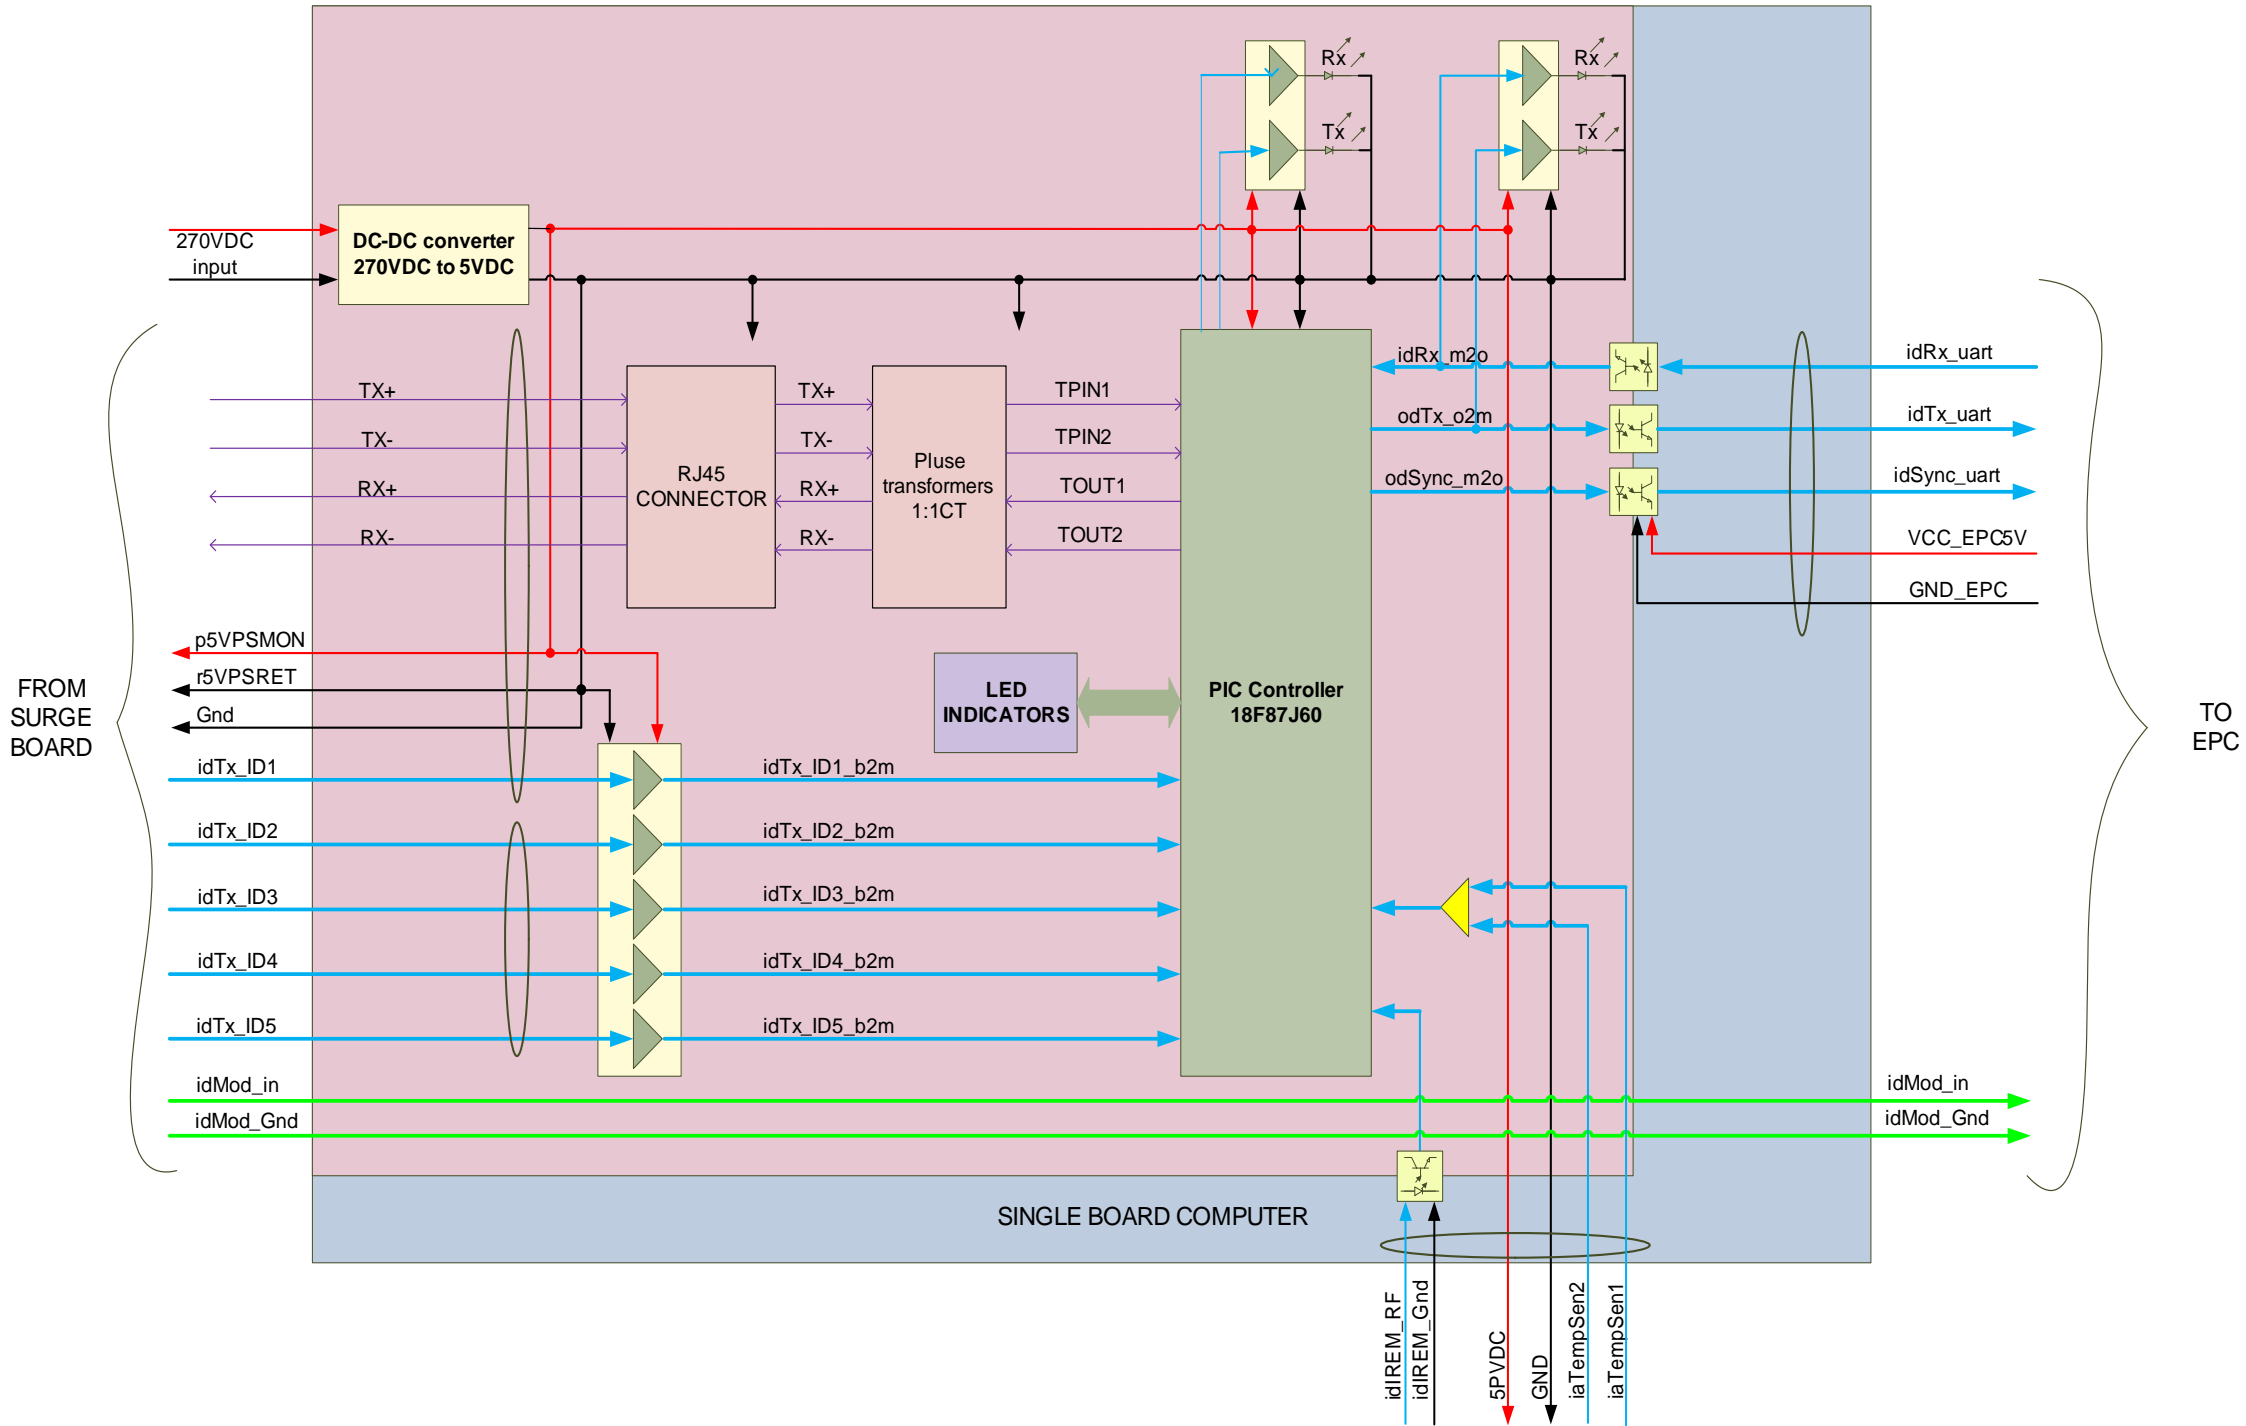 Rx
Rx
Tx
Tx
270VDC
input
DC-DC converter
270VDC to 5VDC
idRx_m2o
idRx_uart
TX+
TX+
TPIN1
odTx_o2m
idTx_uart
TX-
TX-
TPIN2
RJ45
CONNECTOR
Pluse
transformers
1:1CT
odSync_m2o
idSync_uart
RX+
RX+
TOUT1
RX-
RX-
TOUT2
VCC_EPC5V
GND_EPC
p5VPSMON
r5VPSRET
Gnd
LED
INDICATORS
PIC Controller
18F87J60
FROM
SURGE
BOARD
TO
EPC
idTx_ID1
idTx_ID1_b2m
idTx_ID2
idTx_ID2_b2m
idTx_ID3
idTx_ID3_b2m
idTx_ID4
idTx_ID4_b2m
idTx_ID5
idTx_ID5_b2m
idMod_in
idMod_in
idMod_Gnd
idMod_Gnd
SINGLE BOARD COMPUTER
idIREM_RF
idIREM_Gnd
5PVDC
GND
iaTempSen2
iaTempSen1